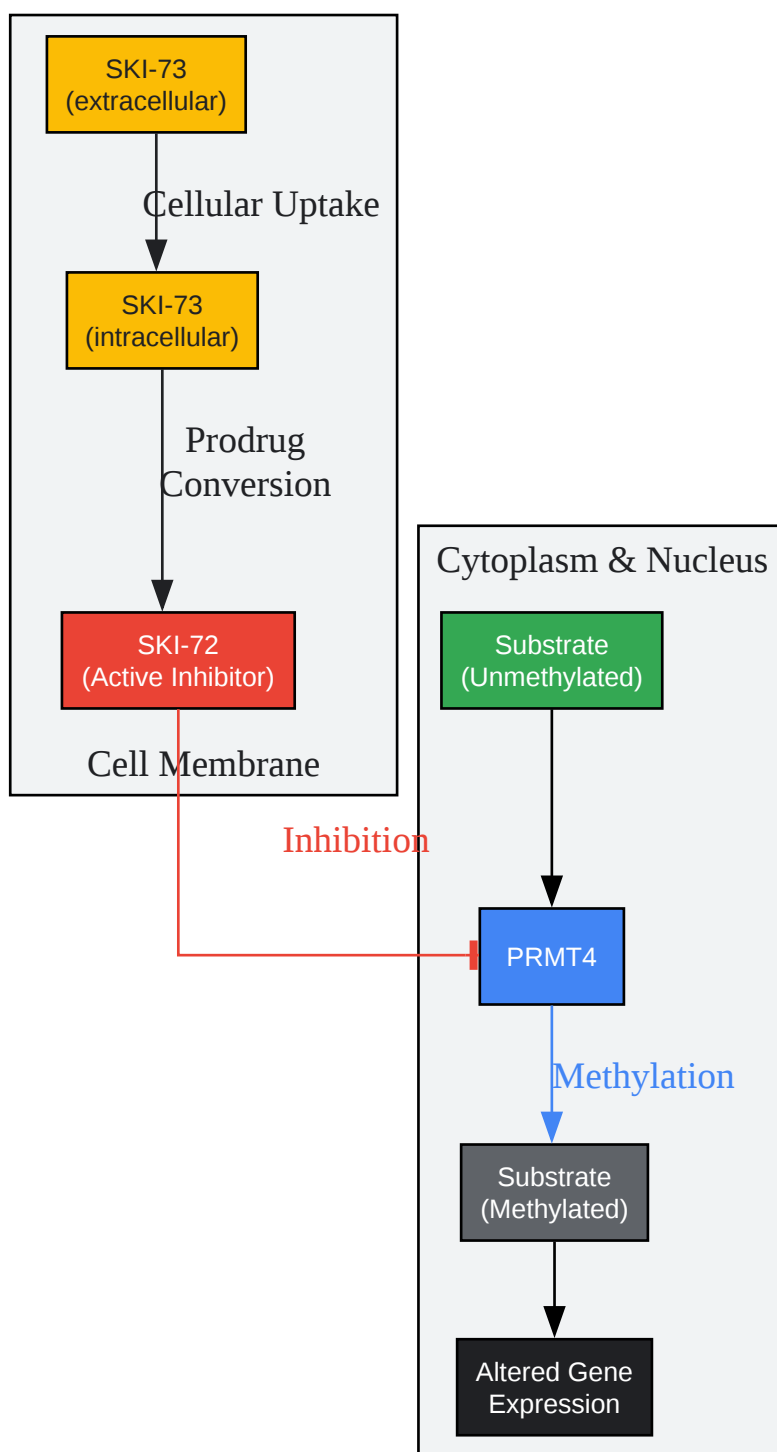 SKI-73
(extracellular)
Cellular Uptake
SKI-73
(intracellular)
Prodrug
Conversion
SKI-72
(Active Inhibitor)
Cell Membrane
Inhibition
Cytoplasm & Nucleus
Substrate
(Unmethylated)
PRMT4
Methylation
Substrate
(Methylated)
Altered Gene
Expression